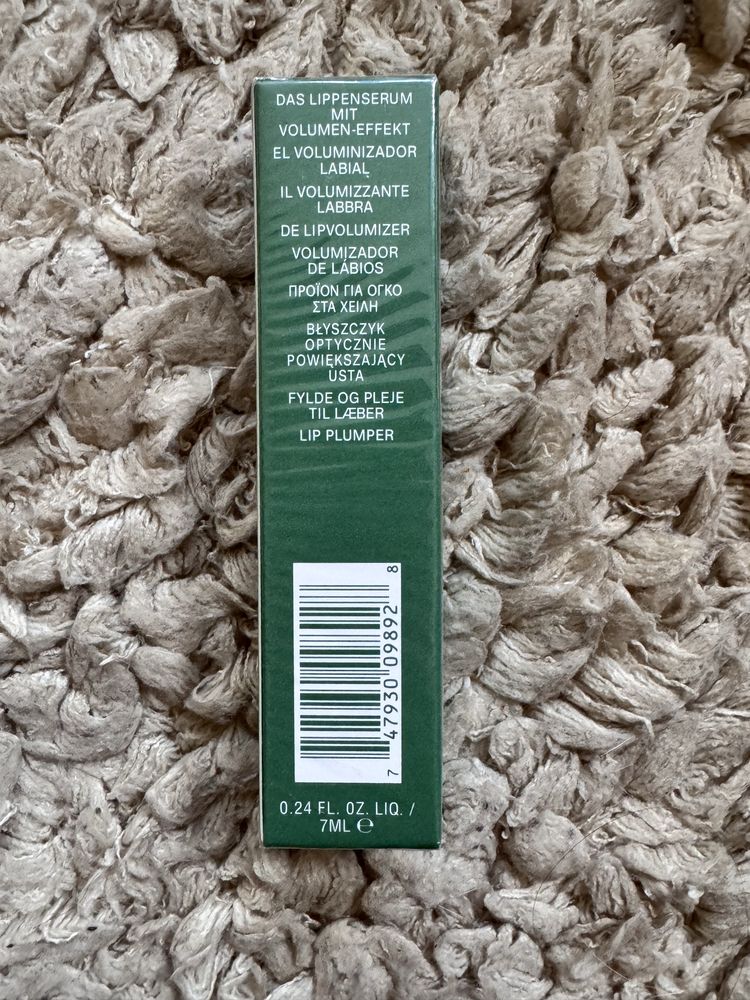 DAS LIPPENSERUM
MIT
VOLUMEN-EFFEKT
EL VOLUMINIZADOR
LABIAL
IL VOLUMIZZANTE
LABBRA
DE LIPVOLUMIZER
VOLUMIZADOR
DE LÁBIOS
ΠΡΟΪΟΝ ΓΙΑ ΟΓΚΟ
ΣΤΑ ΧΕΙΛΗ
BŁYSZCZYK
OPTYCZNIE
POWIĘKSZAJĄCY
USTA
FYLDE OG PLEJE
TIL LÆBER
LIP PLUMPER
7 47930 09892 8
0.24 FL. OZ. LIQ. /
7ML ℮